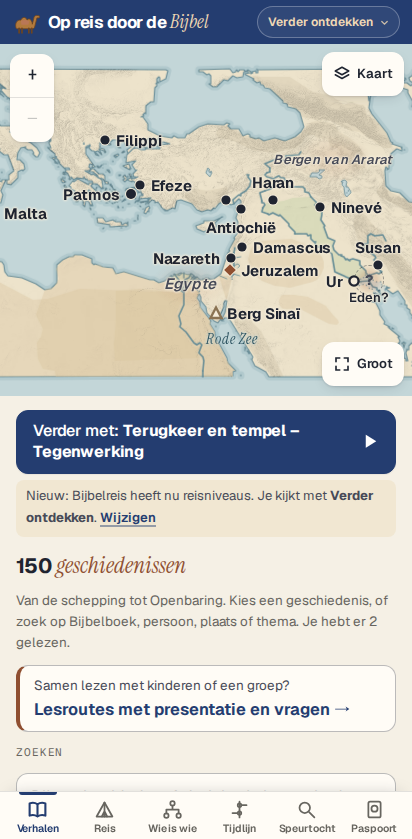 Op reis door de Bijbel
Verder ontdekken
+
−
Kaart
Filippi
Bergen van Ararat
Patmos
Efeze
Haran
Ninevé
Malta
Antiochië
Damascus
Susan
Nazareth
Jeruzalem
Egypte
Ur
?
Eden?
Berg Sinaï
Rode Zee
Groot
Verder met: Terugkeer en tempel –
Tegenwerking
Nieuw: Bijbelreis heeft nu reisniveaus. Je kijkt met Verder
ontdekken. Wijzigen
150 geschiedenissen
Van de schepping tot Openbaring. Kies een geschiedenis, of
zoek op Bijbelboek, persoon, plaats of thema. Je hebt er 2
gelezen.
Samen lezen met kinderen of een groep?
Lesroutes met presentatie en vragen →
ZOEKEN
Verhalen
Reis
Wie is wie
Tijdlijn
Speurtocht
Paspoort